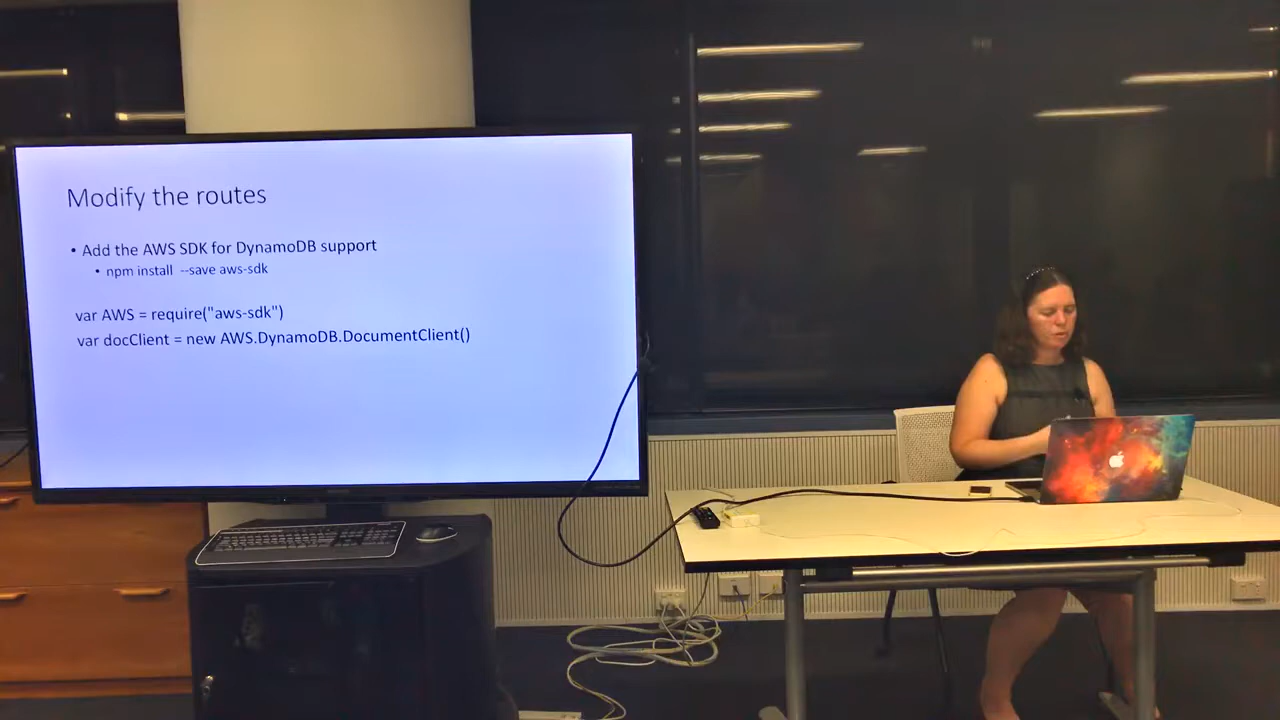 Modify the routes
• Add the AWS SDK for DynamoDB support
• npm install --save aws-sdk
var AWS = require("aws-sdk")
var docClient = new AWS.DynamoDB.DocumentClient()